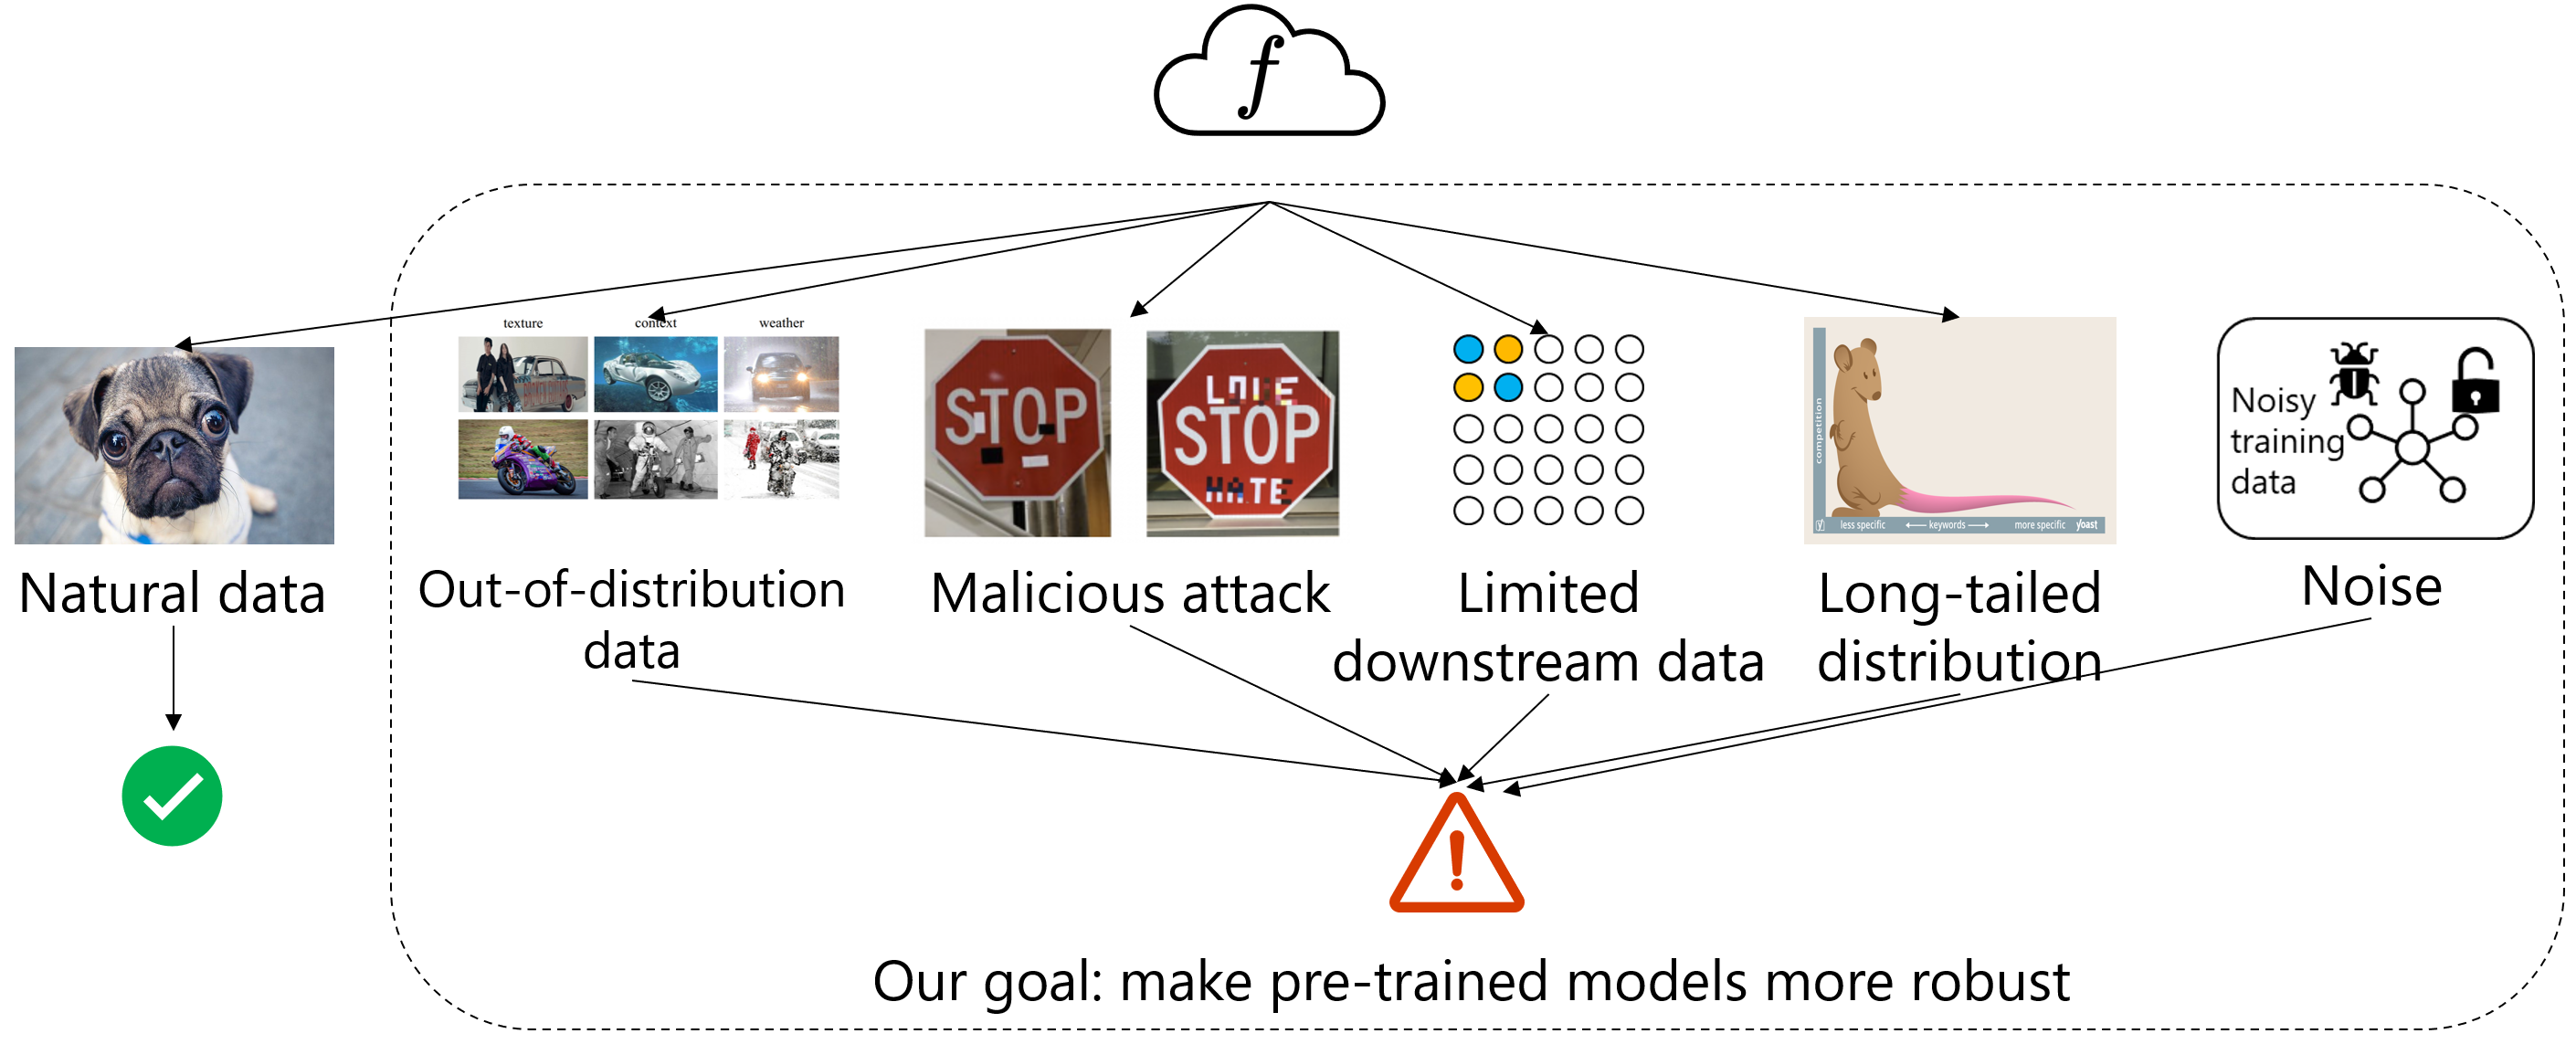 f
texture
context
weather
STOP
LOVE
STOP
HATE
competition
less specific
keywords
more specific
yoast
Noisy
training
data
Natural data
Out-of-distribution
data
Malicious attack
Limited
downstream data
Long-tailed
distribution
Noise
Our goal: make pre-trained models more robust